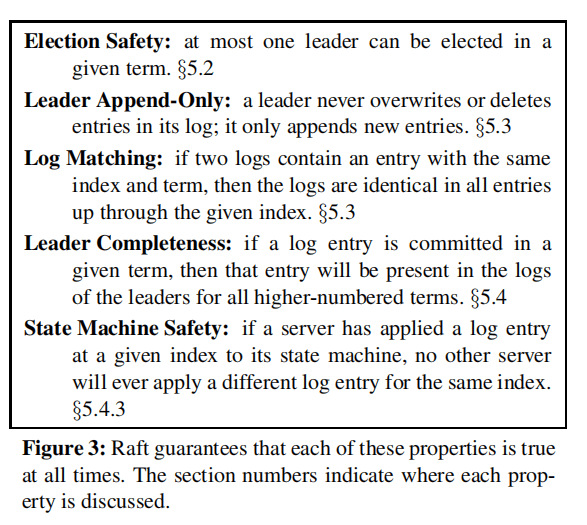 Election Safety: at most one leader can be elected in a
given term. §5.2
Leader Append-Only: a leader never overwrites or deletes
entries in its log; it only appends new entries. §5.3
Log Matching: if two logs contain an entry with the same
index and term, then the logs are identical in all entries
up through the given index. §5.3
Leader Completeness: if a log entry is committed in a
given term, then that entry will be present in the logs
of the leaders for all higher-numbered terms. §5.4
State Machine Safety: if a server has applied a log entry
at a given index to its state machine, no other server
will ever apply a different log entry for the same index.
§5.4.3
Figure 3: Raft guarantees that each of these properties is true
at all times. The section numbers indicate where each prop-
erty is discussed.